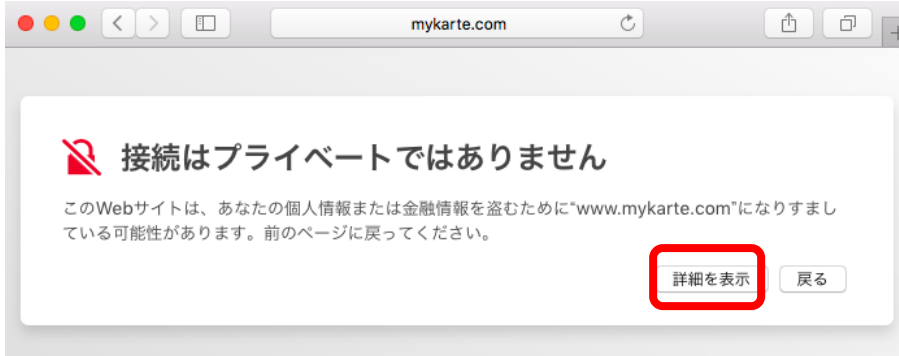 mykarte.com
接続はプライベートではありません
このWebサイトは、あなたの個人情報または金融情報を盗むために“www.mykarte.com”になりすまし
ている可能性があります。前のページに戻ってください。
詳細を表示 戻る